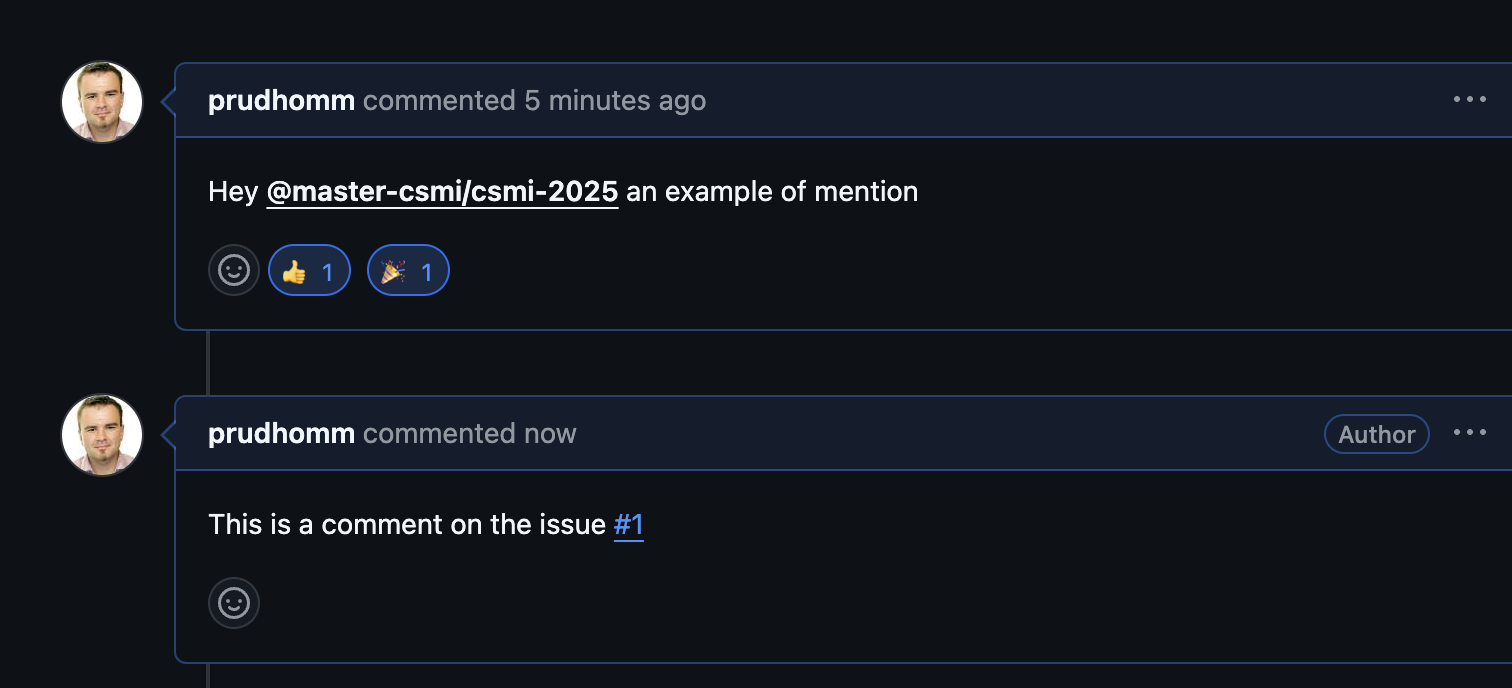 prudhomm commented 5 minutes ago
Hey @master-csmi/csmi-2025 an example of mention
👍 1 🎉 1
prudhomm commented now Author
This is a comment on the issue #1